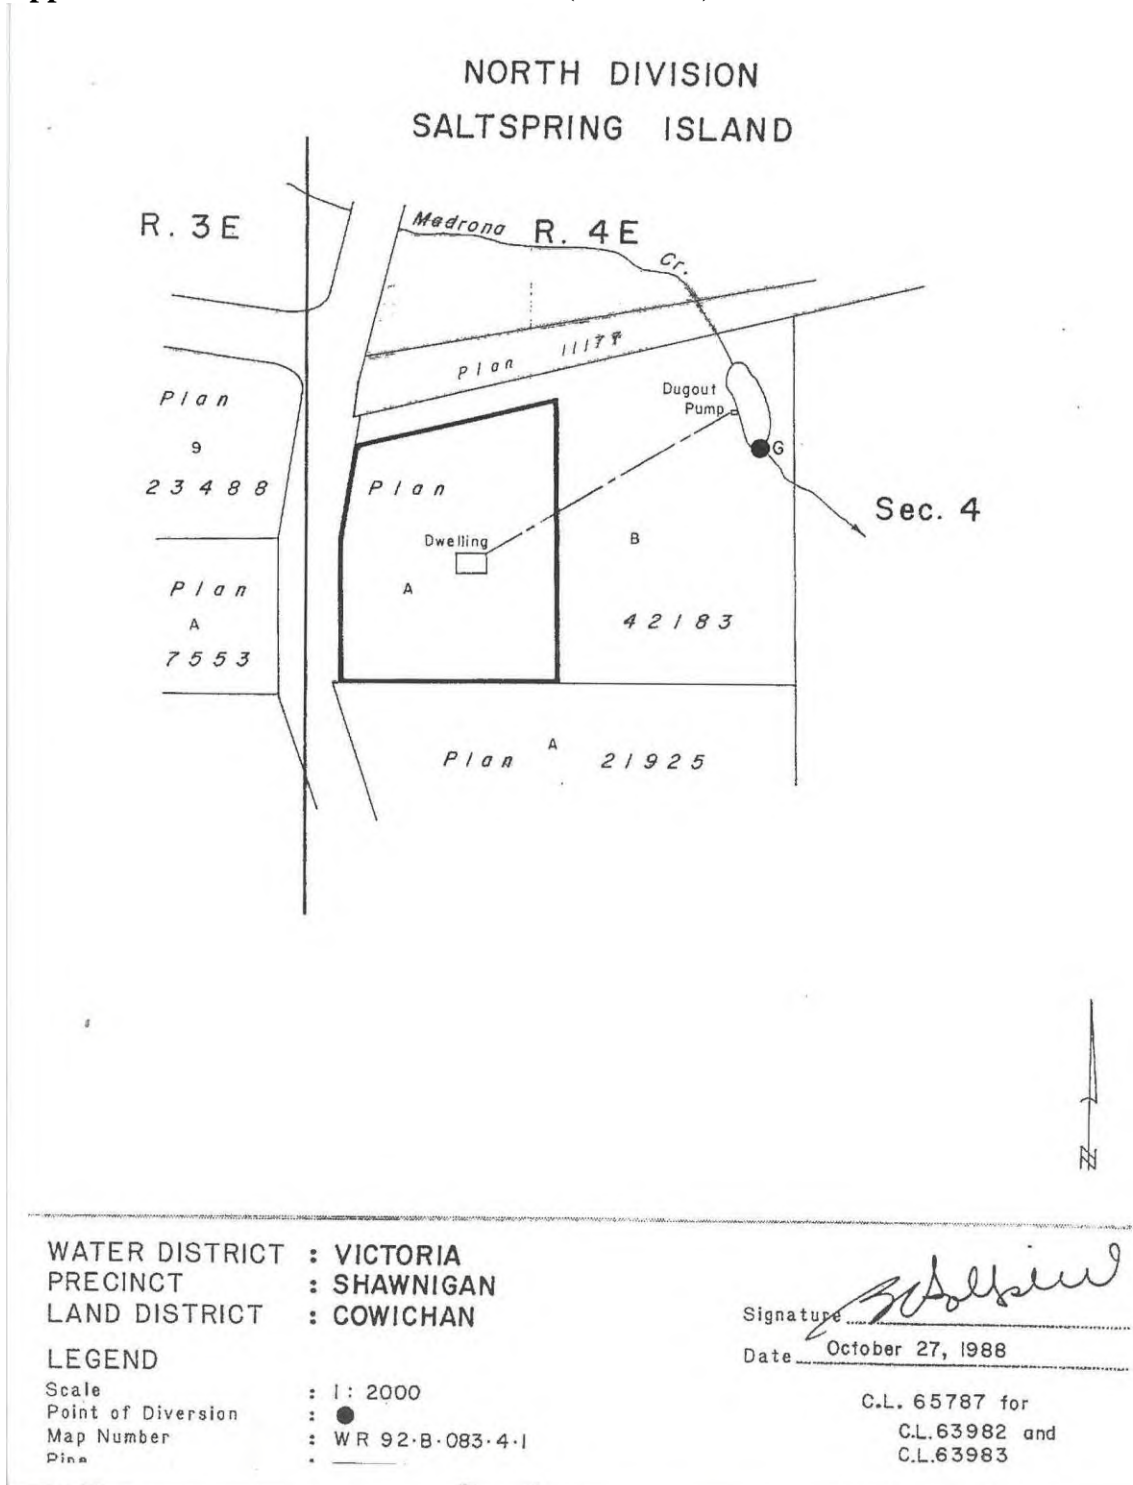 NORTH DIVISION
SALTSPRING ISLAND
R. 3E
Madrona
R. 4E
Cr.
Plan
Plan
9
23488
Dugout
Pump
G
Plan
Dwelling
Sec. 4
B
A
42183
Plan
A
7553
Plan A 21925
N
WATER DISTRICT : VICTORIA
PRECINCT : SHAWNIGAN
LAND DISTRICT : COWICHAN
Signature
Date October 27, 1988
LEGEND
Scale : 1: 2000
Point of Diversion :
Map Number : WR 92·B·083·4·1
C.L. 65787 for
C.L.63982 and
C.L.63983